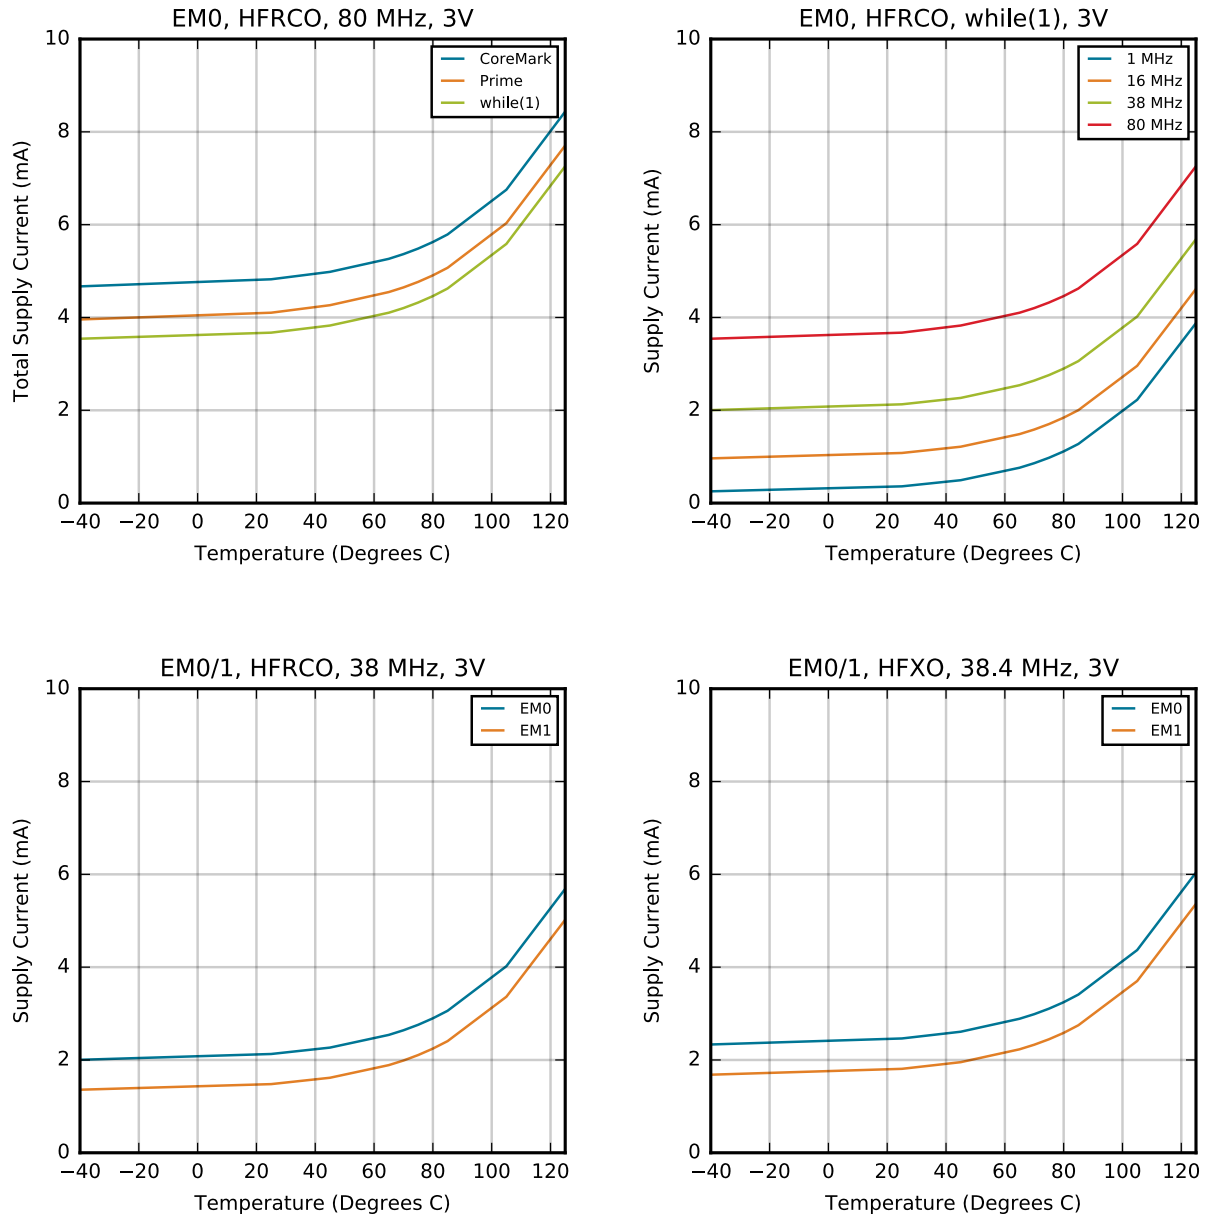 EM0, HFRCO, 80 MHz, 3V
10
8
6
4
2
0
Total Supply Current (mA)
CoreMark
Prime
while(1)
−40 −20 0 20 40 60 80 100 120
Temperature (Degrees C)
EM0, HFRCO, while(1), 3V
10
8
6
4
2
0
Supply Current (mA)
1 MHz
16 MHz
38 MHz
80 MHz
−40 −20 0 20 40 60 80 100 120
Temperature (Degrees C)
EM0/1, HFRCO, 38 MHz, 3V
10
8
6
4
2
0
Supply Current (mA)
EM0
EM1
−40 −20 0 20 40 60 80 100 120
Temperature (Degrees C)
EM0/1, HFXO, 38.4 MHz, 3V
10
8
6
4
2
0
Supply Current (mA)
EM0
EM1
−40 −20 0 20 40 60 80 100 120
Temperature (Degrees C)